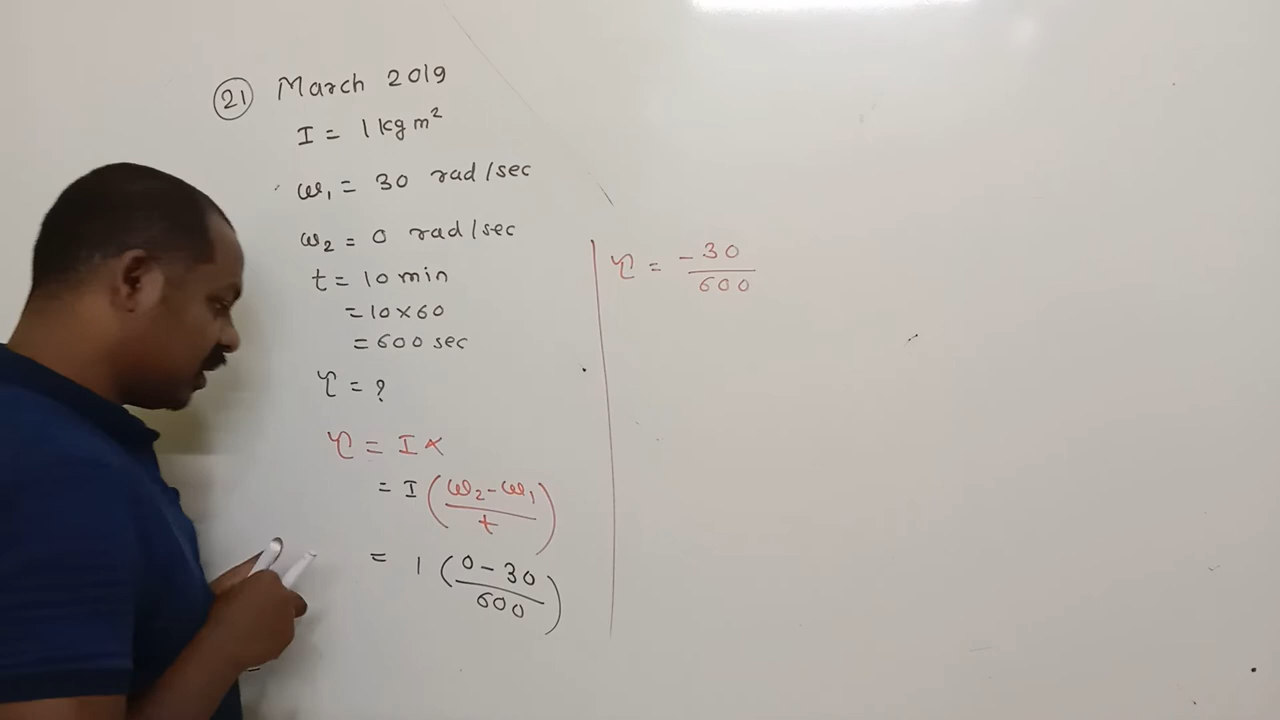 (21) March 2019
I = 1 kg m²
ω₁ = 30 rad/sec
ω₂ = 0 rad/sec
t = 10 min
= 10 × 60
= 600 sec
τ = ?
τ = I α
= I ( (ω₂ - ω₁) / t )
= 1 ( (0 - 30) / 600 )
τ = -30 / 600